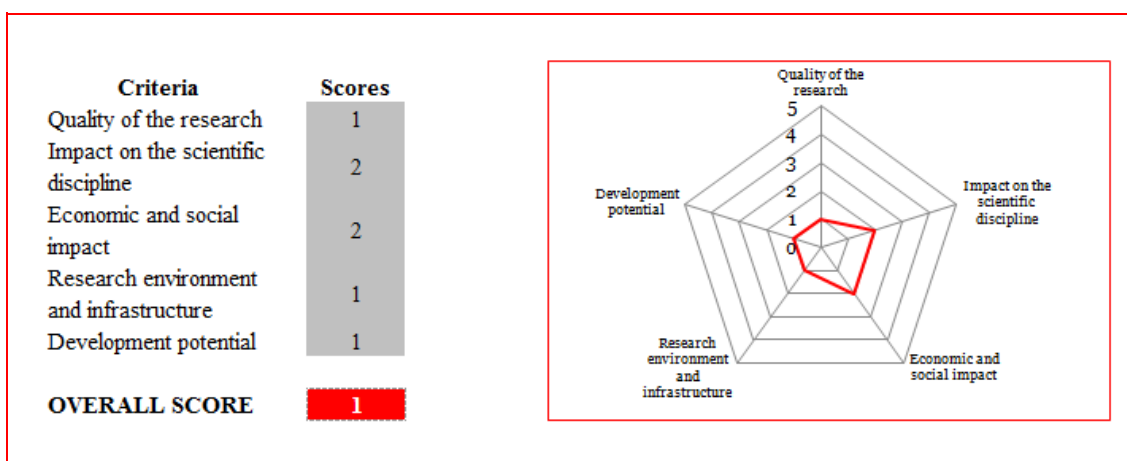 Criteria Scores
Quality of the research 1
Impact on the scientific
discipline 2
Economic and social
impact 2
Research environment
and infrastructure 1
Development potential 1
OVERALL SCORE 1
Quality of the
research
5
4
3
2
1
0
Impact on the
scientific
discipline
Economic and
social impact
Research
environment
and
infrastructure
Development
potential